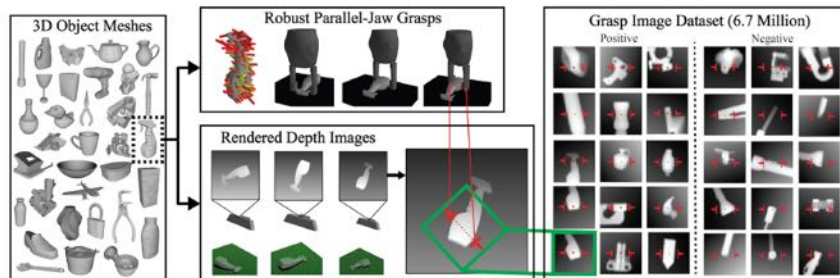 3D Object Meshes
Robust Parallel-Jaw Grasps
Rendered Depth Images
Grasp Image Dataset (6.7 Million)
Positive
Negative